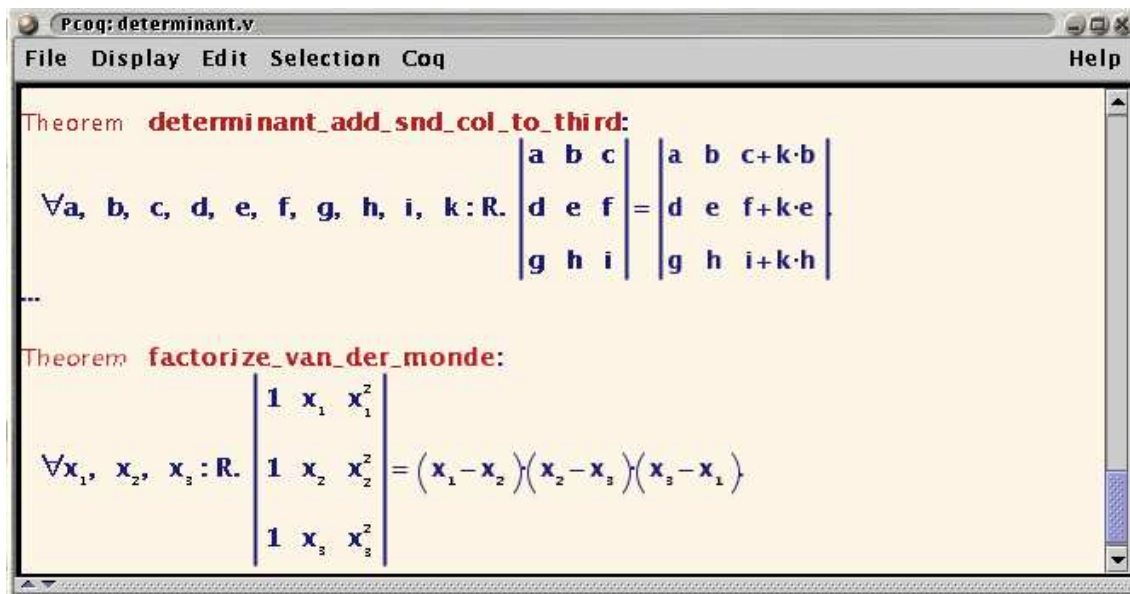 Pcoq: determinant.v
File Display Edit Selection Coq Help
Theorem determinant_add_snd_col_to_third:
|a b c| |a b c+k·b|
∀a, b, c, d, e, f, g, h, i, k : R. |d e f| = |d e f+k·e|.
|g h i| |g h i+k·h|
...
Theorem factorize_van_der_monde:
|1 x₁ x₁²|
∀x₁, x₂, x₃ : R. |1 x₂ x₂²| = (x₁−x₂)·(x₂−x₃)·(x₃−x₁).
|1 x₃ x₃²|